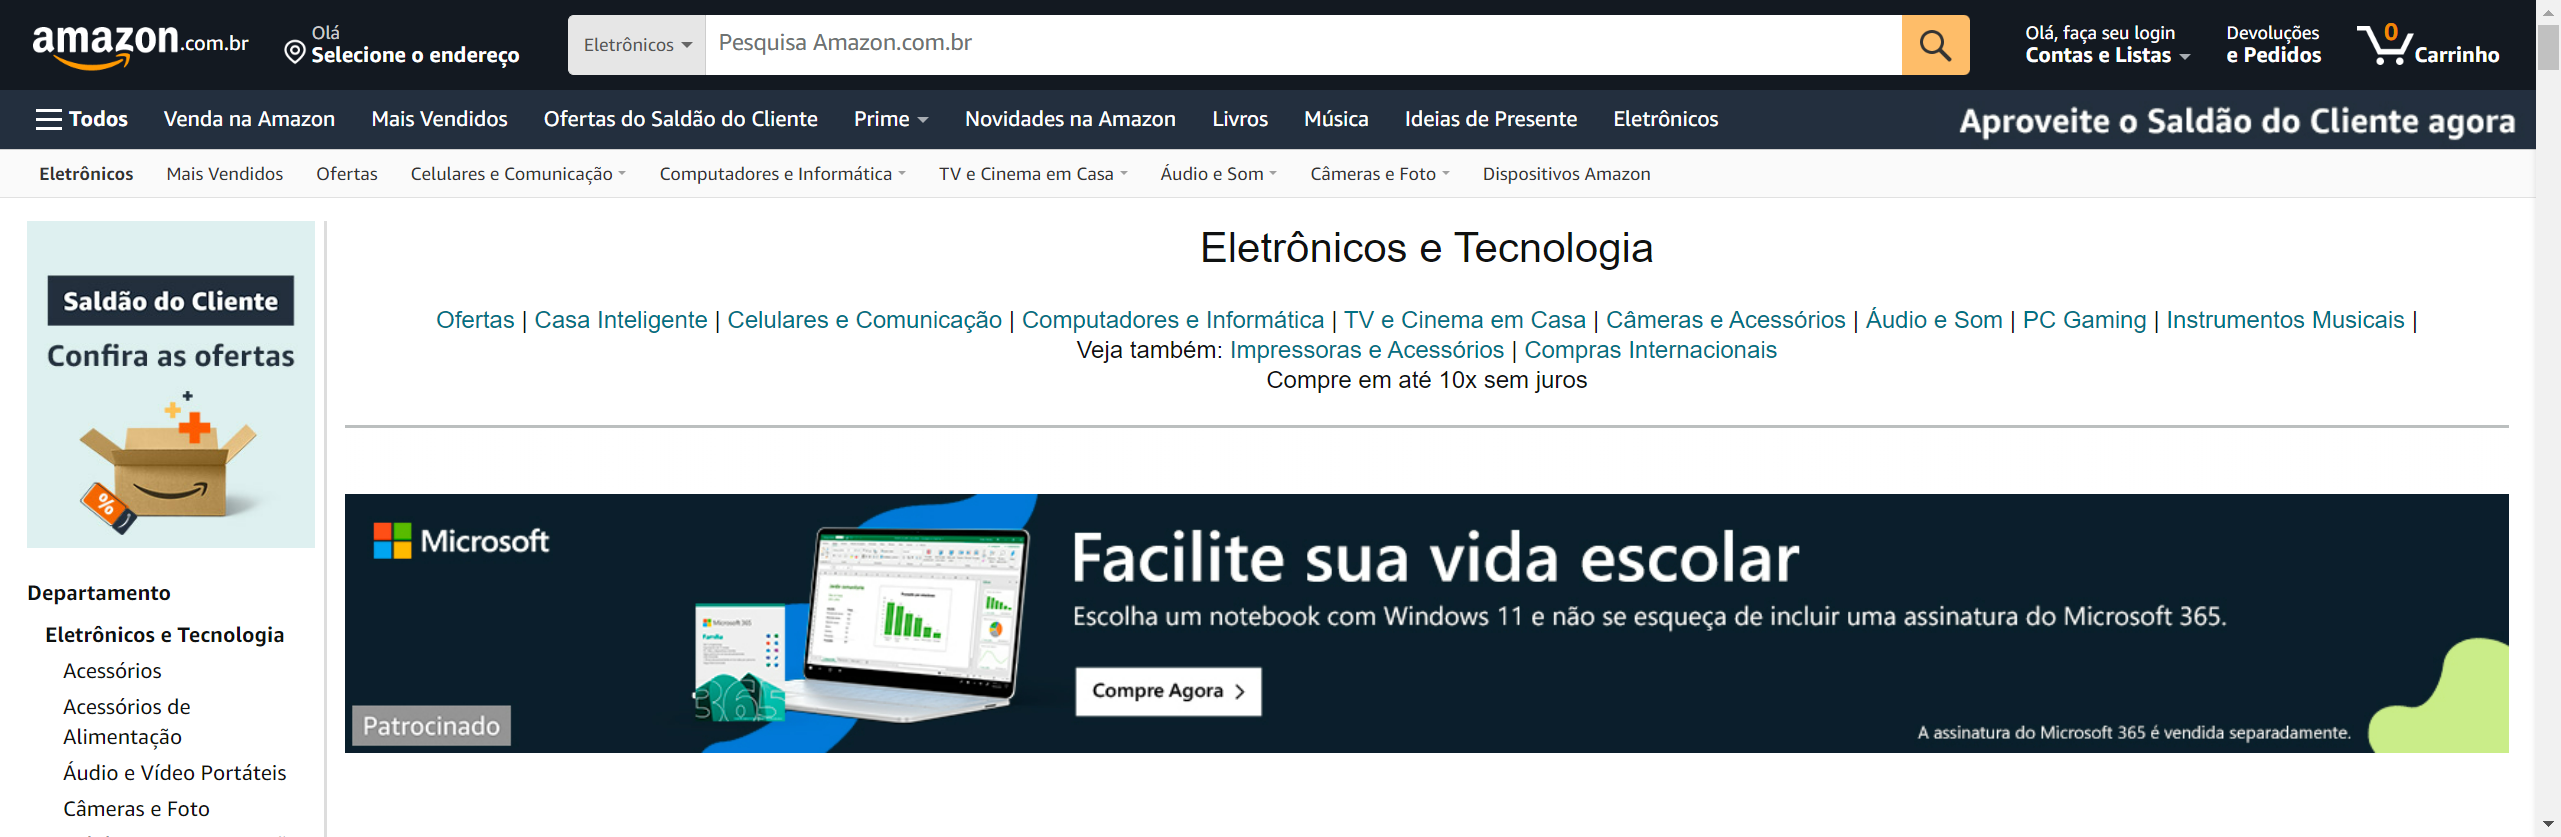 amazon.com.br
Olá
Selecione o endereço
Eletrônicos
Pesquisa Amazon.com.br
Olá, faça seu login
Contas e Listas
Devoluções
e Pedidos
0
Carrinho
Todos
Venda na Amazon
Mais Vendidos
Ofertas do Saldão do Cliente
Prime
Novidades na Amazon
Livros
Música
Ideias de Presente
Eletrônicos
Aproveite o Saldão do Cliente agora
Eletrônicos
Mais Vendidos
Ofertas
Celulares e Comunicação
Computadores e Informática
TV e Cinema em Casa
Áudio e Som
Câmeras e Foto
Dispositivos Amazon
Saldão do Cliente
Confira as ofertas
%
Departamento
Eletrônicos e Tecnologia
Acessórios
Acessórios de
Alimentação
Áudio e Vídeo Portáteis
Câmeras e Foto
Eletrônicos e Tecnologia
Ofertas | Casa Inteligente | Celulares e Comunicação | Computadores e Informática | TV e Cinema em Casa | Câmeras e Acessórios | Áudio e Som | PC Gaming | Instrumentos Musicais |
Veja também: Impressoras e Acessórios | Compras Internacionais
Compre em até 10x sem juros
Microsoft
Microsoft 365
Família
365
Facilite sua vida escolar
Escolha um notebook com Windows 11 e não se esqueça de incluir uma assinatura do Microsoft 365.
Compre Agora
Patrocinado
A assinatura do Microsoft 365 é vendida separadamente.